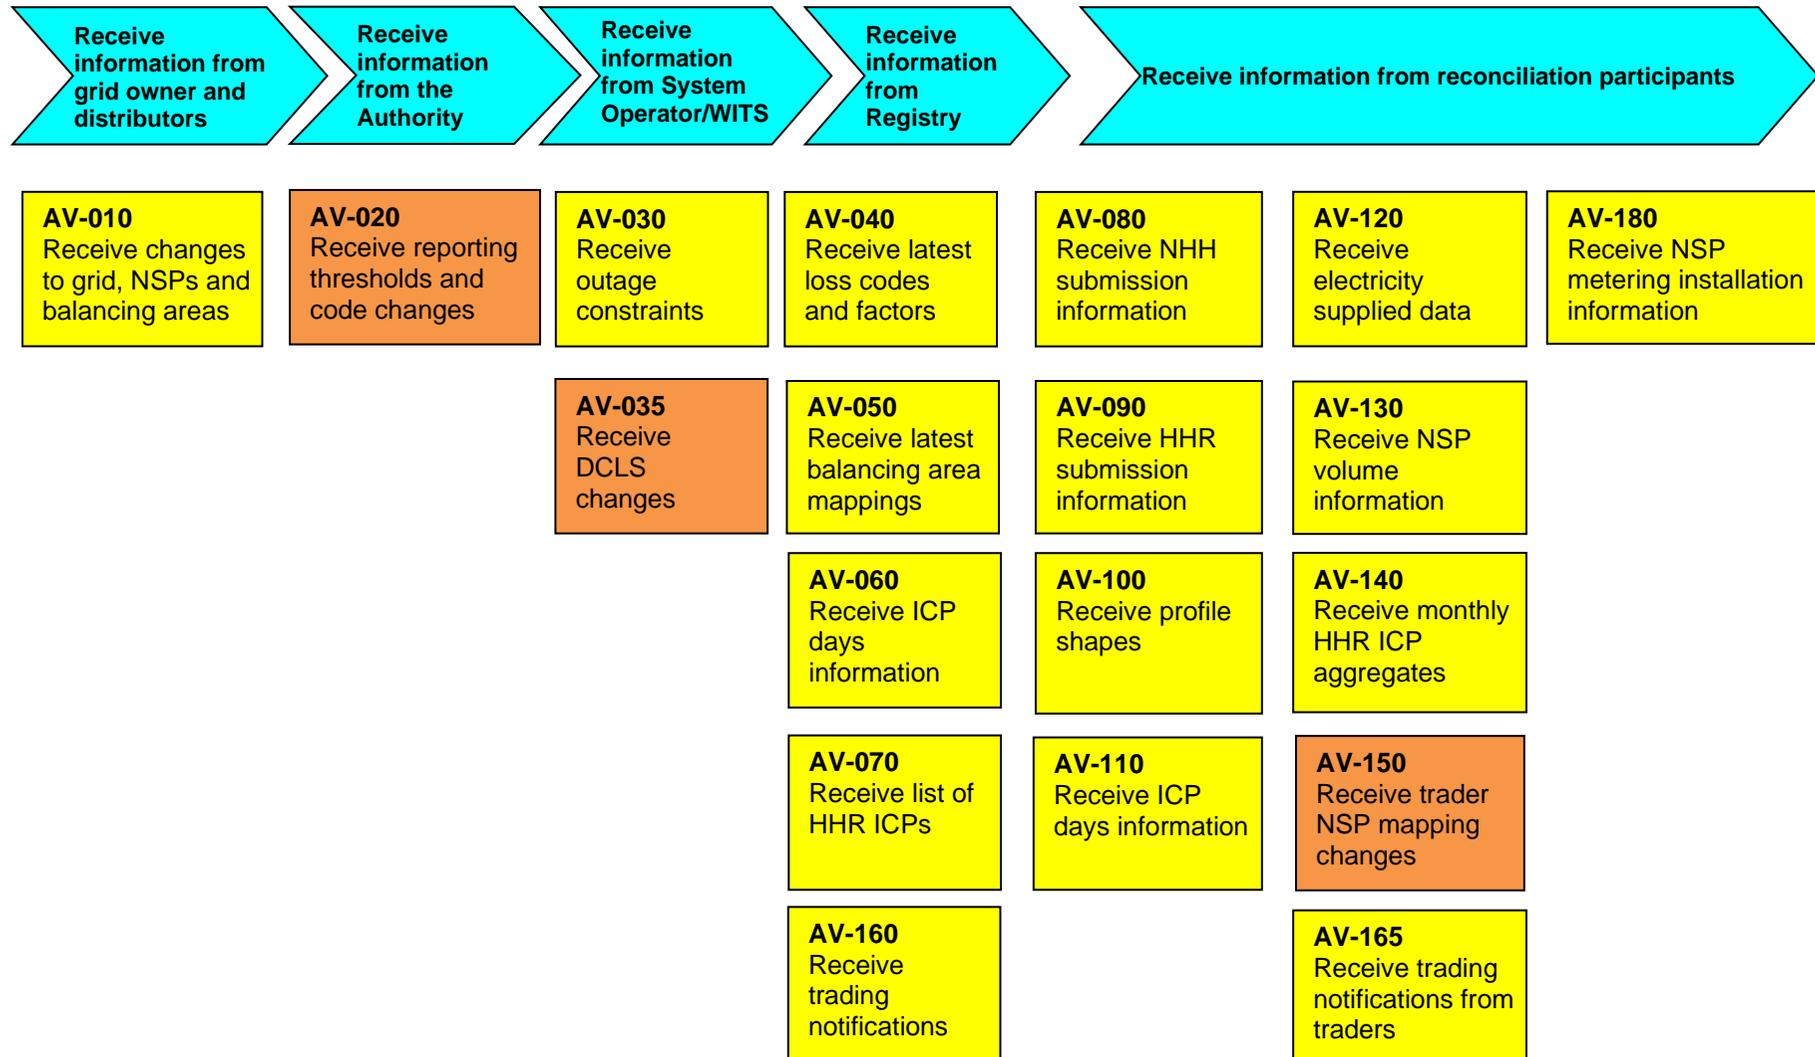 Receive
information from
grid owner and
distributors
Receive
information
from the
Authority
Receive
information
from System
Operator/WITS
Receive
information
from
Registry
Receive information from reconciliation participants
AV-010
Receive changes
to grid, NSPs and
balancing areas
AV-020
Receive reporting
thresholds and
code changes
AV-030
Receive
outage
constraints
AV-040
Receive latest
loss codes
and factors
AV-080
Receive NHH
submission
information
AV-120
Receive
electricity
supplied data
AV-180
Receive NSP
metering installation
information
AV-035
Receive
DCLS
changes
AV-050
Receive latest
balancing area
mappings
AV-090
Receive HHR
submission
information
AV-130
Receive NSP
volume
information
AV-060
Receive ICP
days
information
AV-100
Receive profile
shapes
AV-140
Receive monthly
HHR ICP
aggregates
AV-070
Receive list of
HHR ICPs
AV-110
Receive ICP
days information
AV-150
Receive trader
NSP mapping
changes
AV-160
Receive
trading
notifications
AV-165
Receive trading
notifications from
traders